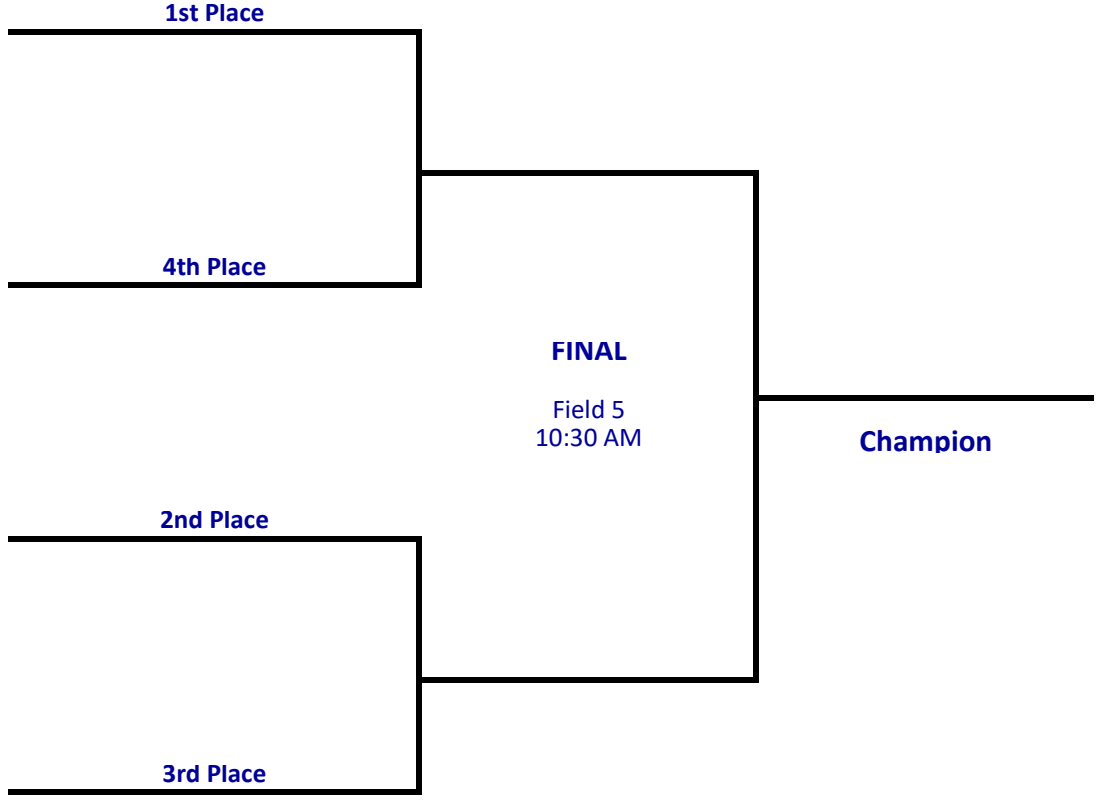 1st Place
4th Place
FINAL
Field 5
10:30 AM
Champion
2nd Place
3rd Place